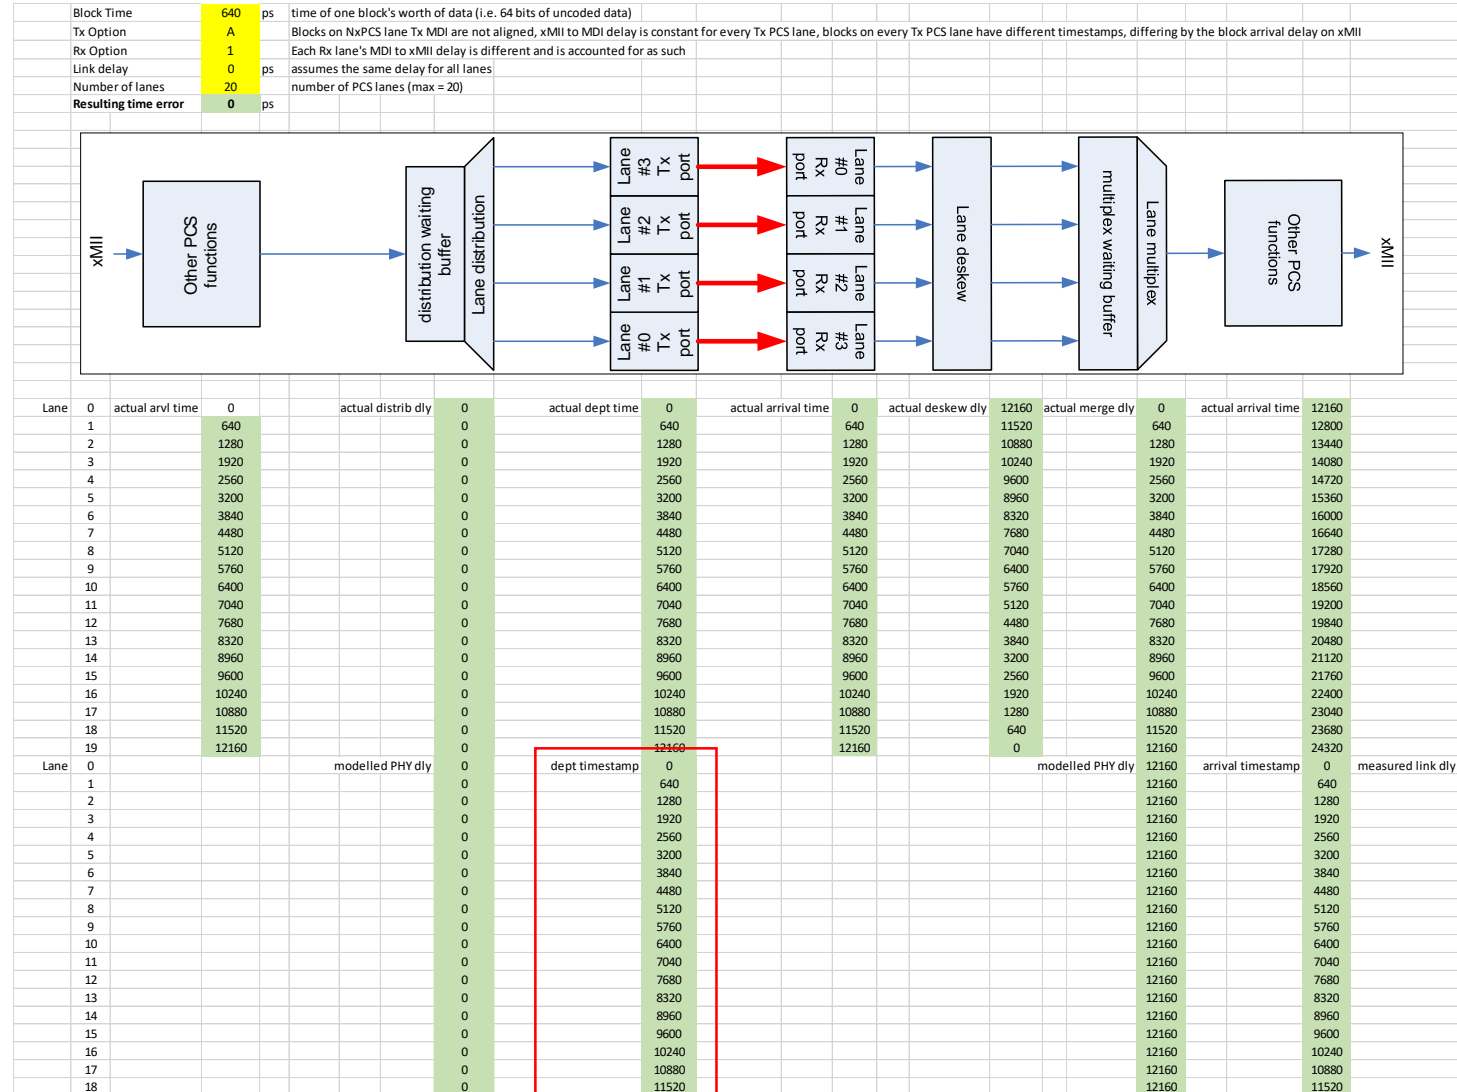 Block Time 640 ps time of one block's worth of data (i.e. 64 bits of uncoded data)
Tx Option A Blocks on NxPCS lane Tx MDI are not aligned, xMII to MDI delay is constant for every Tx PCS lane, blocks on every Tx PCS lane have different timestamps, differing by the block arrival delay on xMII
Rx Option 1 Each Rx lane's MDI to xMII delay is different and is accounted for as such
Link delay 0 ps assumes the same delay for all lanes
Number of lanes 20 number of PCS lanes (max = 20)
Resulting time error 0 ps
xMII
Other PCS
functions
distribution waiting
buffer
Lane distribution
Lane
#3
Tx
port
Lane
#2
Tx
port
Lane
#1
Tx
port
Lane
#0
Tx
port
Lane
#0
Rx
port
Lane
#1
Rx
port
Lane
#2
Rx
port
Lane
#3
Rx
port
Lane deskew
multiplex waiting buffer
Lane multiplex
Other PCS
functions
xMII
Lane 0 actual arvl time 0 actual distrib dly 0 actual dept time 0 actual arrival time 0 actual deskew dly 12160 actual merge dly 0 actual arrival time 12160
1 640 0 640 640 11520 640 12800
2 1280 0 1280 1280 10880 1280 13440
3 1920 0 1920 1920 10240 1920 14080
4 2560 0 2560 2560 9600 2560 14720
5 3200 0 3200 3200 8960 3200 15360
6 3840 0 3840 3840 8320 3840 16000
7 4480 0 4480 4480 7680 4480 16640
8 5120 0 5120 5120 7040 5120 17280
9 5760 0 5760 5760 6400 5760 17920
10 6400 0 6400 6400 5760 6400 18560
11 7040 0 7040 7040 5120 7040 19200
12 7680 0 7680 7680 4480 7680 19840
13 8320 0 8320 8320 3840 8320 20480
14 8960 0 8960 8960 3200 8960 21120
15 9600 0 9600 9600 2560 9600 21760
16 10240 0 10240 10240 1920 10240 22400
17 10880 0 10880 10880 1280 10880 23040
18 11520 0 11520 11520 640 11520 23680
19 12160 0 12160 12160 0 12160 24320
Lane 0 modelled PHY dly 0 dept timestamp 0 modelled PHY dly 12160 arrival timestamp 0 measured link dly
1 0 640 12160 640
2 0 1280 12160 1280
3 0 1920 12160 1920
4 0 2560 12160 2560
5 0 3200 12160 3200
6 0 3840 12160 3840
7 0 4480 12160 4480
8 0 5120 12160 5120
9 0 5760 12160 5760
10 0 6400 12160 6400
11 0 7040 12160 7040
12 0 7680 12160 7680
13 0 8320 12160 8320
14 0 8960 12160 8960
15 0 9600 12160 9600
16 0 10240 12160 10240
17 0 10880 12160 10880
18 0 11520 12160 11520